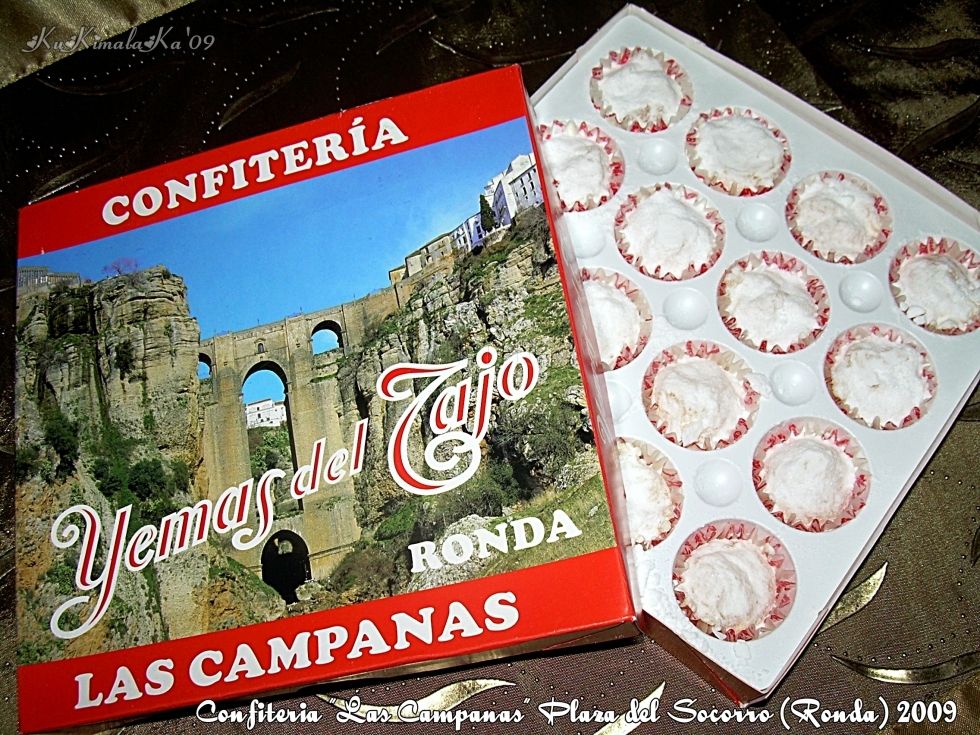 KuKimalaKa'09
CONFITERÍA
Yemas del Tajo
RONDA
LAS CAMPANAS
Confiteria "Las Campanas" Plaza del Socorro (Ronda) 2009